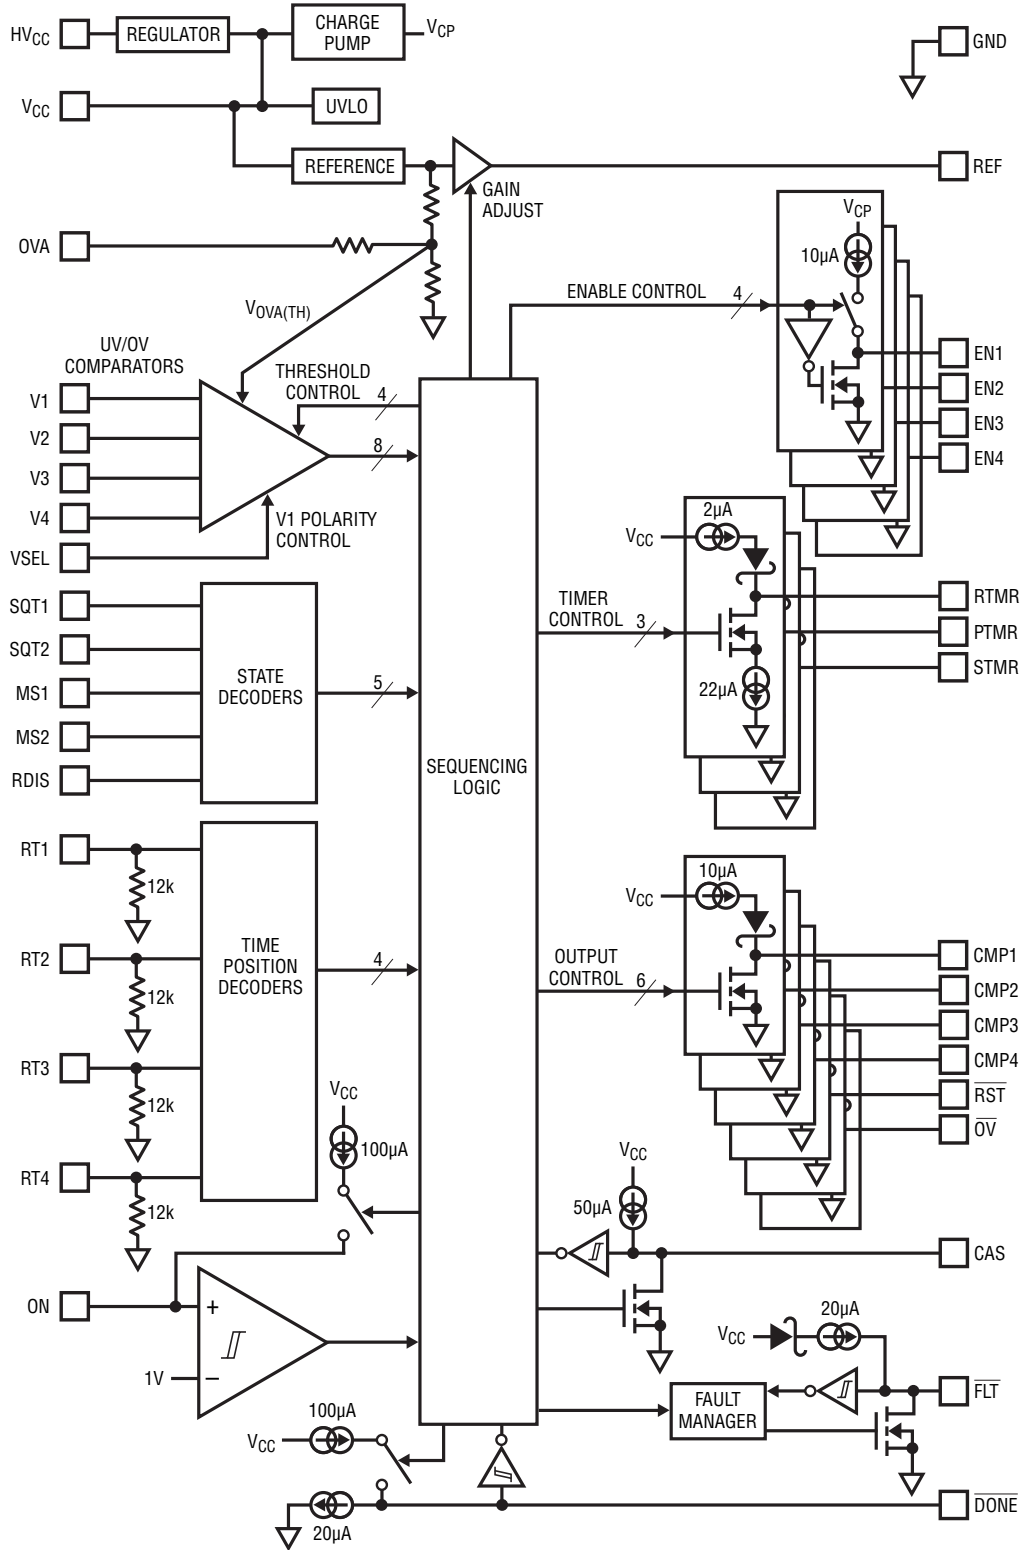 HVCC
REGULATOR
CHARGE
PUMP
VCP
GND
VCC
UVLO
REFERENCE
REF
GAIN
ADJUST
OVA
VCP
10µA
ENABLE CONTROL
4
VOVA(TH)
UV/OV
COMPARATORS
THRESHOLD
CONTROL
4
8
V1
V2
V3
V4
VSEL
V1 POLARITY
CONTROL
EN1
EN2
EN3
EN4
2µA
VCC
TIMER
CONTROL
3
22µA
RTMR
PTMR
STMR
SQT1
SQT2
MS1
MS2
RDIS
STATE
DECODERS
5
SEQUENCING
LOGIC
RT1
12k
RT2
12k
RT3
12k
RT4
12k
TIME
POSITION
DECODERS
4
10µA
VCC
OUTPUT
CONTROL
6
CMP1
CMP2
CMP3
CMP4
RST
OV
VCC
100µA
VCC
50µA
CAS
ON
+
1V
−
20µA
VCC
FLT
FAULT
MANAGER
100µA
VCC
20µA
DONE